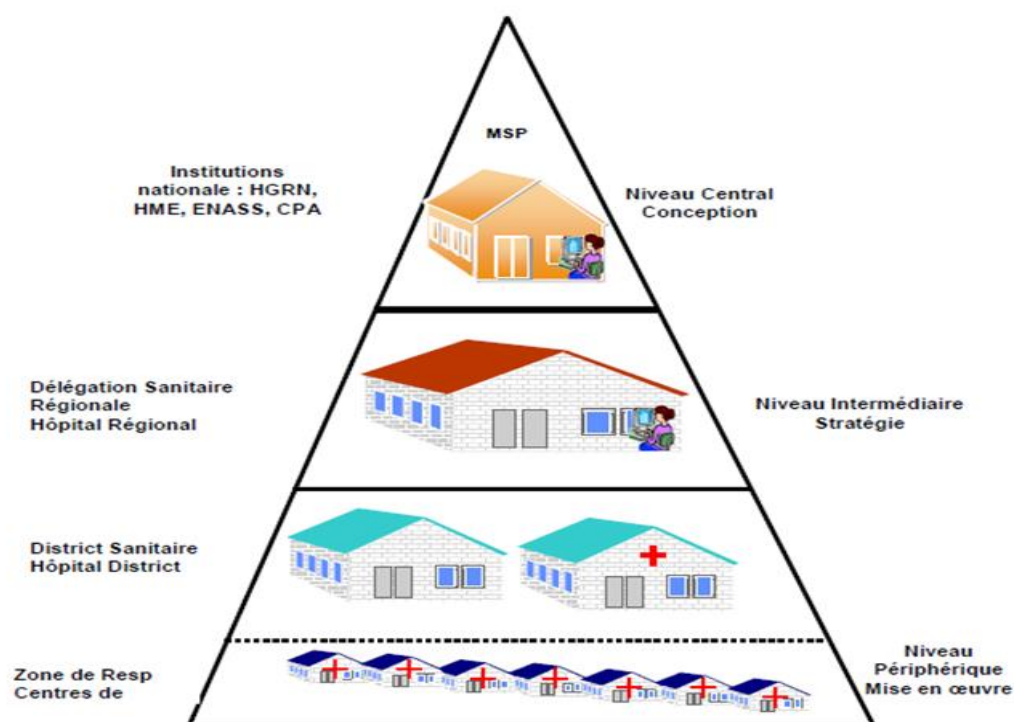 MSP
Institutions
nationale : HGRN,
HME, ENASS, CPA
Niveau Central
Conception
Délégation Sanitaire
Régionale
Hôpital Régional
Niveau Intermédiaire
Stratégie
District Sanitaire
Hôpital District
Zone de Resp
Centres de
Niveau
Périphérique
Mise en œuvre